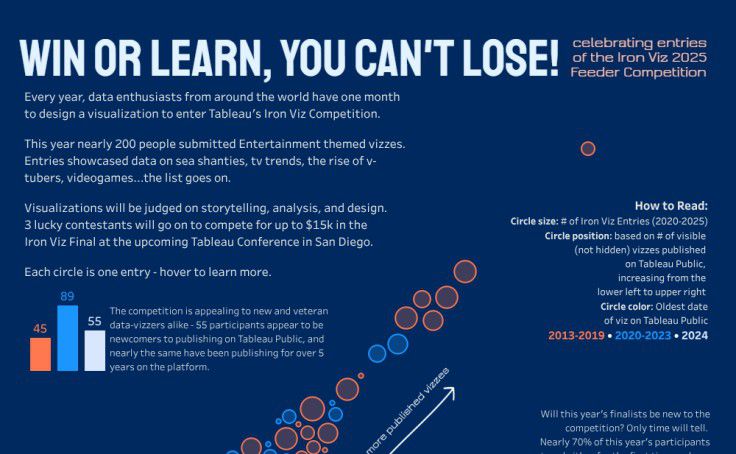 WIN OR LEARN, YOU CAN'T LOSE!
celebrating entries
of the Iron Viz 2025
Feeder Competition
Every year, data enthusiasts from around the world have one month
to design a visualization to enter Tableau's Iron Viz Competition.
This year nearly 200 people submitted Entertainment themed vizzes.
Entries showcased data on sea shanties, tv trends, the rise of v-
tubers, videogames...the list goes on.
Visualizations will be judged on storytelling, analysis, and design.
3 lucky contestants will go on to compete for up to $15k in the
Iron Viz Final at the upcoming Tableau Conference in San Diego.
Each circle is one entry - hover to learn more.
45
89
55
The competition is appealing to new and veteran
data-vizzers alike - 55 participants appear to be
newcomers to publishing on Tableau Public, and
nearly the same have been publishing for over 5
years on the platform.
How to Read:
Circle size: # of Iron Viz Entries (2020-2025)
Circle position: based on # of visible
(not hidden) vizzes published
on Tableau Public,
increasing from the
lower left to upper right
Circle color: Oldest date
of viz on Tableau Public
2013-2019 • 2020-2023 • 2024
more published vizzes
Will this year's finalists be new to the
competition? Only time will tell.
Nearly 70% of this year's participants